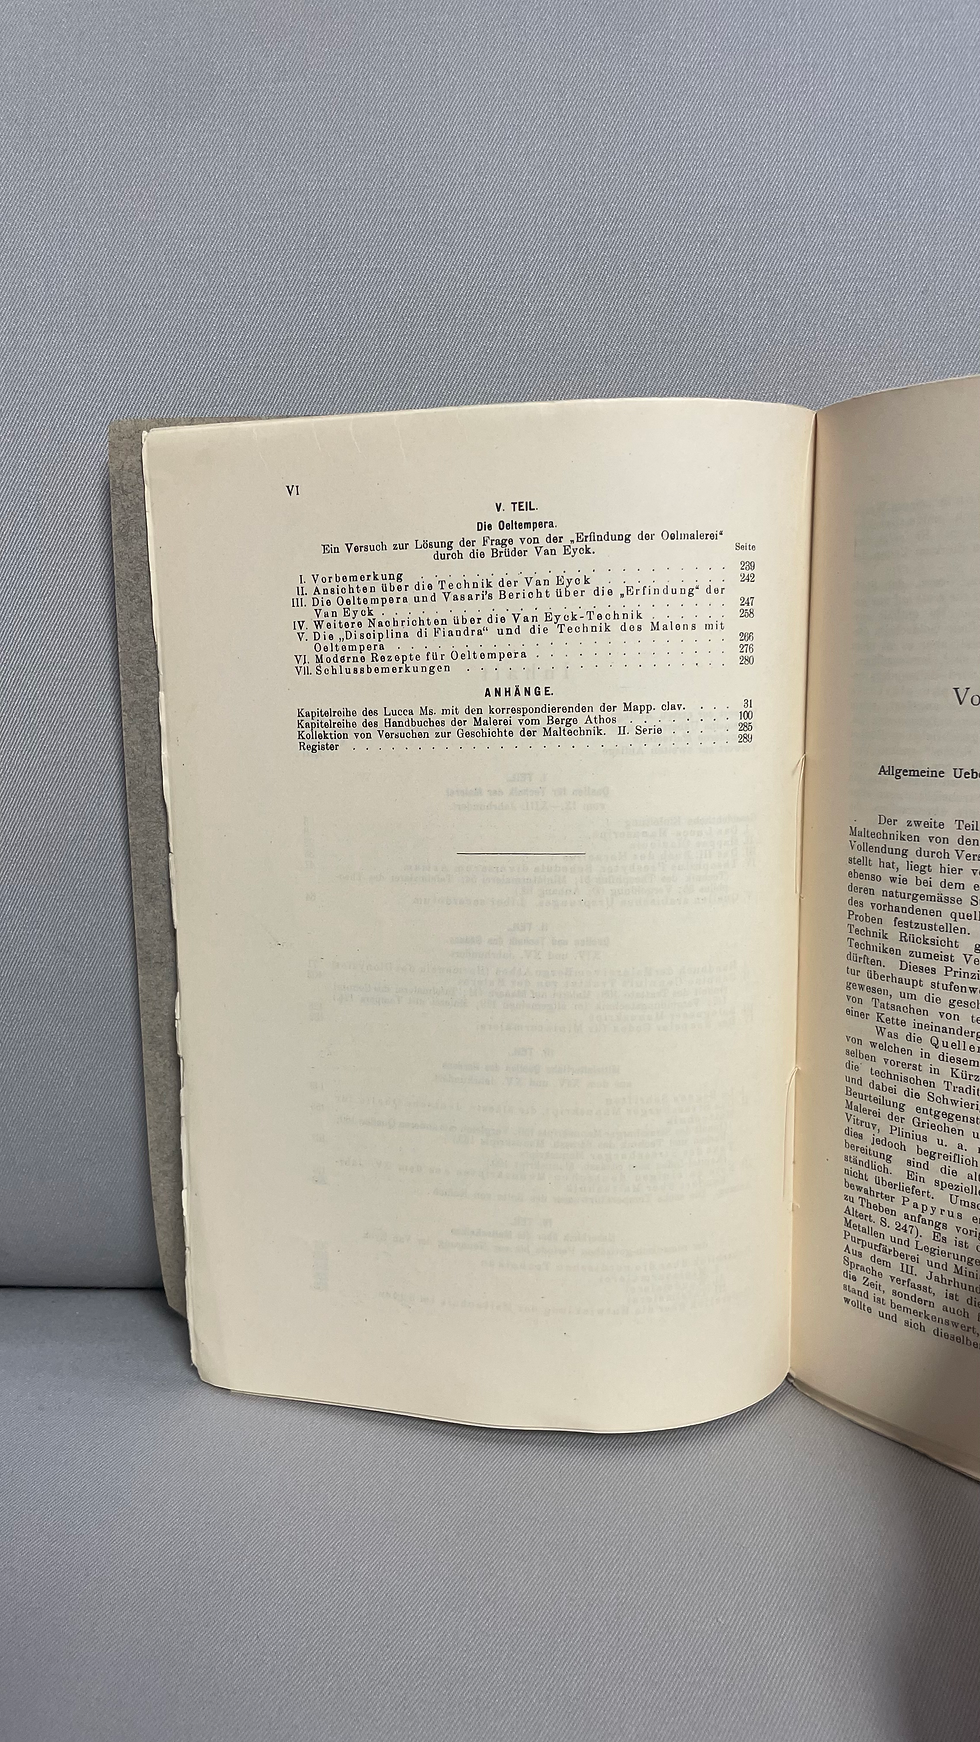 VI
V. TEIL.
Die Oeltempera.
Ein Versuch zur Lösung der Frage von der „Erfindung der Oelmalerei“
durch die Brüder Van Eyck.
Seite
I. Vorbemerkung . . . . . . . . . . . . . . . . . . 239
II. Ansichten über die Technik der Van Eyck . . . . . . . 242
III. Die Oeltempera und Vasari's Bericht über die „Erfindung“ der
Van Eyck . . . . . . . . . . . . . . . . . . . 247
IV. Weitere Nachrichten über die Van Eyck-Technik . . . . . 258
V. Die „Disciplina di Fiandra“ und die Technik des Malens mit
Oeltempera . . . . . . . . . . . . . . . . . . 266
VI. Moderne Rezepte für Oeltempera . . . . . . . . . . 276
VII. Schlussbemerkungen . . . . . . . . . . . . . . . 280
ANHÄNGE.
Kapitelreihe des Lucca Ms. mit den korrespondierenden der Mapp. clav. . . . 31
Kapitelreihe des Handbuches der Malerei vom Berge Athos . . . . . . . 100
Kollektion von Versuchen zur Geschichte der Maltechnik. II. Serie . . . . . 285
Register . . . . . . . . . . . . . . . . . . . . . 289
Vo
Allgemeine Uebe
Der zweite Teil
Maltechniken von den
Vollendung durch Vers
stellt hat, liegt hier v
ebenso wie bei dem e
deren naturgemässe S
des vorhandenen quel
Proben festzustellen.
Technik Rücksicht g
Techniken zumeist Ve
dürften. Dieses Prinzi
tur überhaupt stufenw
gewesen, um die gesch
von Tatsachen von te
einer Kette ineinanderg
Was die Quellen
von welchen in diesem
selben vorerst in Kürz
die technischen Tradit
und dabei die Schwieri
Beurteilung entgegenst
Malerei der Griechen u
Vitruv, Plinius u. a.
dies jedoch begreiflich
bereitung sind die alt
ständlich. Ein spezielle
nicht überliefert. Umso
bewahrter Papyrus e
zu Theben anfangs vori
Altert. S. 247). Es ist
Metallen und Legierunge
Purpurfärberei und Mini
Aus dem III. Jahrhund
Sprache verfasst, ist die
die Zeit, sondern auch
stand ist bemerkenswert,
wollte und sich dieselbe